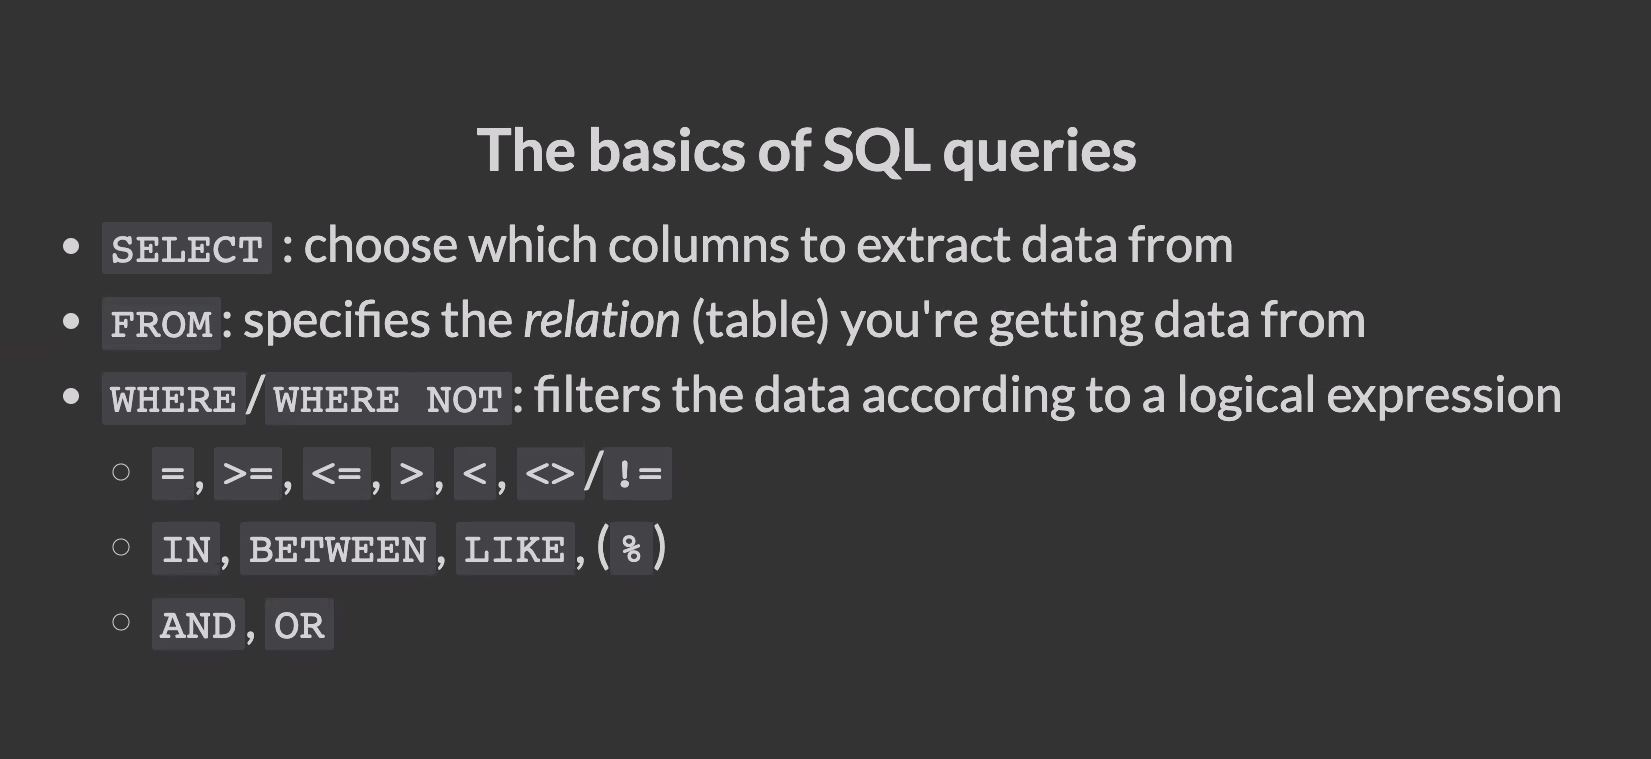 The basics of SQL queries
• SELECT : choose which columns to extract data from
• FROM: specifies the relation (table) you're getting data from
• WHERE/WHERE NOT: filters the data according to a logical expression
○ =, >=, <=, >, <, <>/!=
○ IN, BETWEEN, LIKE, (%)
○ AND, OR